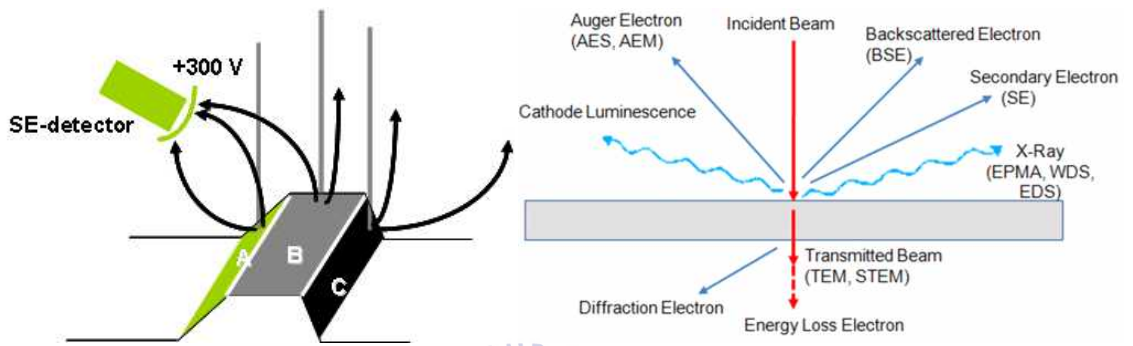 +300 V
SE-detector
A
B
C
Auger Electron
(AES, AEM)
Incident Beam
Backscattered Electron
(BSE)
Secondary Electron
(SE)
Cathode Luminescence
X-Ray
(EPMA, WDS,
EDS)
Transmitted Beam
(TEM, STEM)
Diffraction Electron
Energy Loss Electron